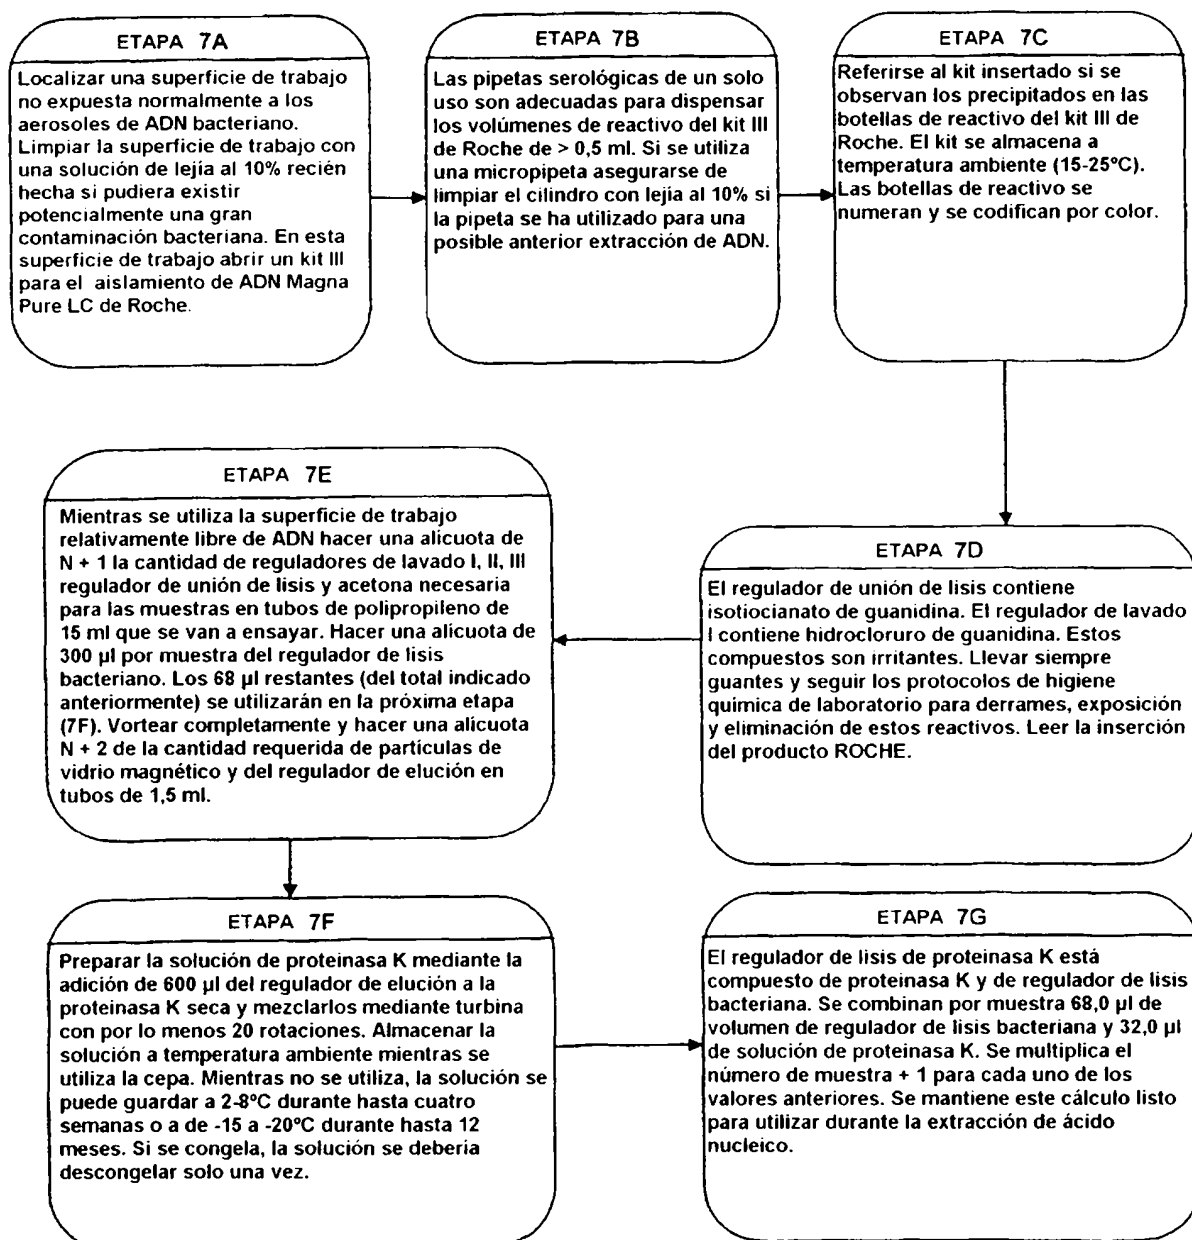 ETAPA 7A
Localizar una superficie de trabajo
no expuesta normalmente a los
aerosoles de ADN bacteriano.
Limpiar la superficie de trabajo con
una solución de lejía al 10% recién
hecha si pudiera existir
potencialmente una gran
contaminación bacteriana. En esta
superficie de trabajo abrir un kit III
para el aislamiento de ADN Magna
Pure LC de Roche.
ETAPA 7B
Las pipetas serológicas de un solo
uso son adecuadas para dispensar
los volúmenes de reactivo del kit III
de Roche de > 0,5 ml. Si se utiliza
una micropipeta asegurarse de
limpiar el cilindro con lejía al 10% si
la pipeta se ha utilizado para una
posible anterior extracción de ADN.
ETAPA 7C
Referirse al kit insertado si se
observan los precipitados en las
botellas de reactivo del kit III de
Roche. El kit se almacena a
temperatura ambiente (15-25ºC).
Las botellas de reactivo se
numeran y se codifican por color.
ETAPA 7D
El regulador de unión de lisis contiene
isotiocianato de guanidina. El regulador de lavado
I contiene hidrocloruro de guanidina. Estos
compuestos son irritantes. Llevar siempre
guantes y seguir los protocolos de higiene
química de laboratorio para derrames, exposición
y eliminación de estos reactivos. Leer la inserción
del producto ROCHE.
ETAPA 7E
Mientras se utiliza la superficie de trabajo
relativamente libre de ADN hacer una alícuota de
N + 1 la cantidad de reguladores de lavado I, II, III
regulador de unión de lisis y acetona necesaria
para las muestras en tubos de polipropileno de
15 ml que se van a ensayar. Hacer una alícuota de
300 µl por muestra del regulador de lisis
bacteriano. Los 68 µl restantes (del total indicado
anteriormente) se utilizarán en la próxima etapa
(7F). Vortear completamente y hacer una alícuota
N + 2 de la cantidad requerida de partículas de
vidrio magnético y del regulador de elución en
tubos de 1,5 ml.
ETAPA 7F
Preparar la solución de proteinasa K mediante la
adición de 600 µl del regulador de elución a la
proteinasa K seca y mezclarlos mediante turbina
con por lo menos 20 rotaciones. Almacenar la
solución a temperatura ambiente mientras se
utiliza la cepa. Mientras no se utiliza, la solución se
puede guardar a 2-8ºC durante hasta cuatro
semanas o a de -15 a -20ºC durante hasta 12
meses. Si se congela, la solución se debería
descongelar solo una vez.
ETAPA 7G
El regulador de lisis de proteinasa K está
compuesto de proteinasa K y de regulador de lisis
bacteriana. Se combinan por muestra 68,0 µl de
volumen de regulador de lisis bacteriana y 32,0 µl
de solución de proteinasa K. Se multiplica el
número de muestra + 1 para cada uno de los
valores anteriores. Se mantiene este cálculo listo
para utilizar durante la extracción de ácido
nucleico.